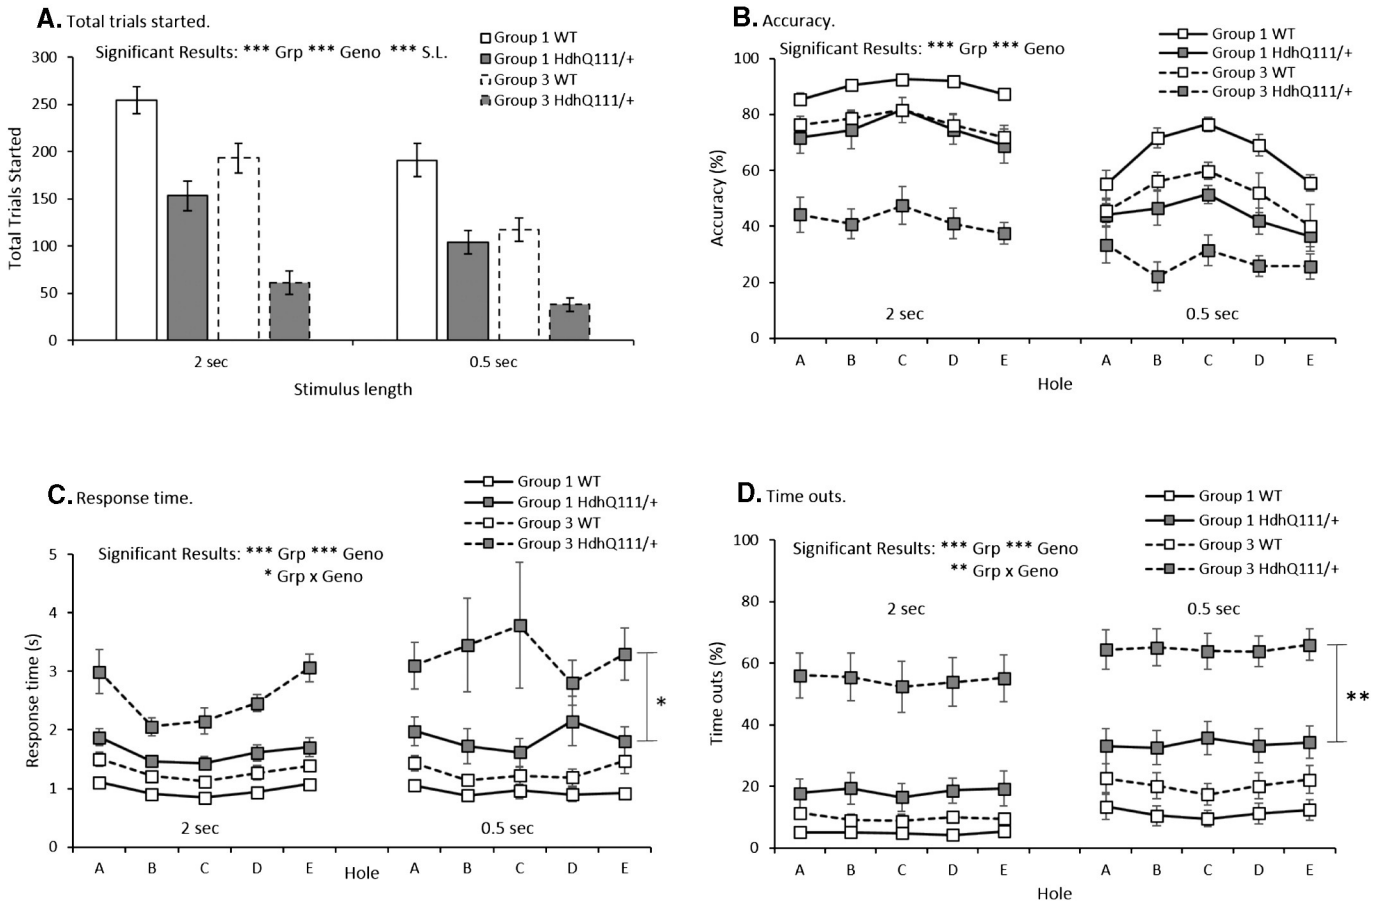 A. Total trials started.
Significant Results: *** Grp *** Geno *** S.L.
Group 1 WT
Group 1 HdhQ111/+
Group 3 WT
Group 3 HdhQ111/+
Total Trials Started
300
250
200
150
100
50
0
2 sec
0.5 sec
Stimulus length
B. Accuracy.
Significant Results: *** Grp *** Geno
Group 1 WT
Group 1 HdhQ111/+
Group 3 WT
Group 3 HdhQ111/+
Accuracy (%)
100
80
60
40
20
0
2 sec
0.5 sec
A B C D E A B C D E
Hole
C. Response time.
Group 1 WT
Group 1 HdhQ111/+
Group 3 WT
Group 3 HdhQ111/+
Significant Results: *** Grp *** Geno
* Grp x Geno
Response time (s)
5
4
3
2
1
0
*
2 sec
0.5 sec
A B C D E Hole A B C D E
D. Time outs.
Group 1 WT
Group 1 HdhQ111/+
Group 3 WT
Group 3 HdhQ111/+
Significant Results: *** Grp *** Geno
** Grp x Geno
2 sec
0.5 sec
Time outs (%)
100
80
60
40
20
0
**
A B C D E A B C D E
Hole